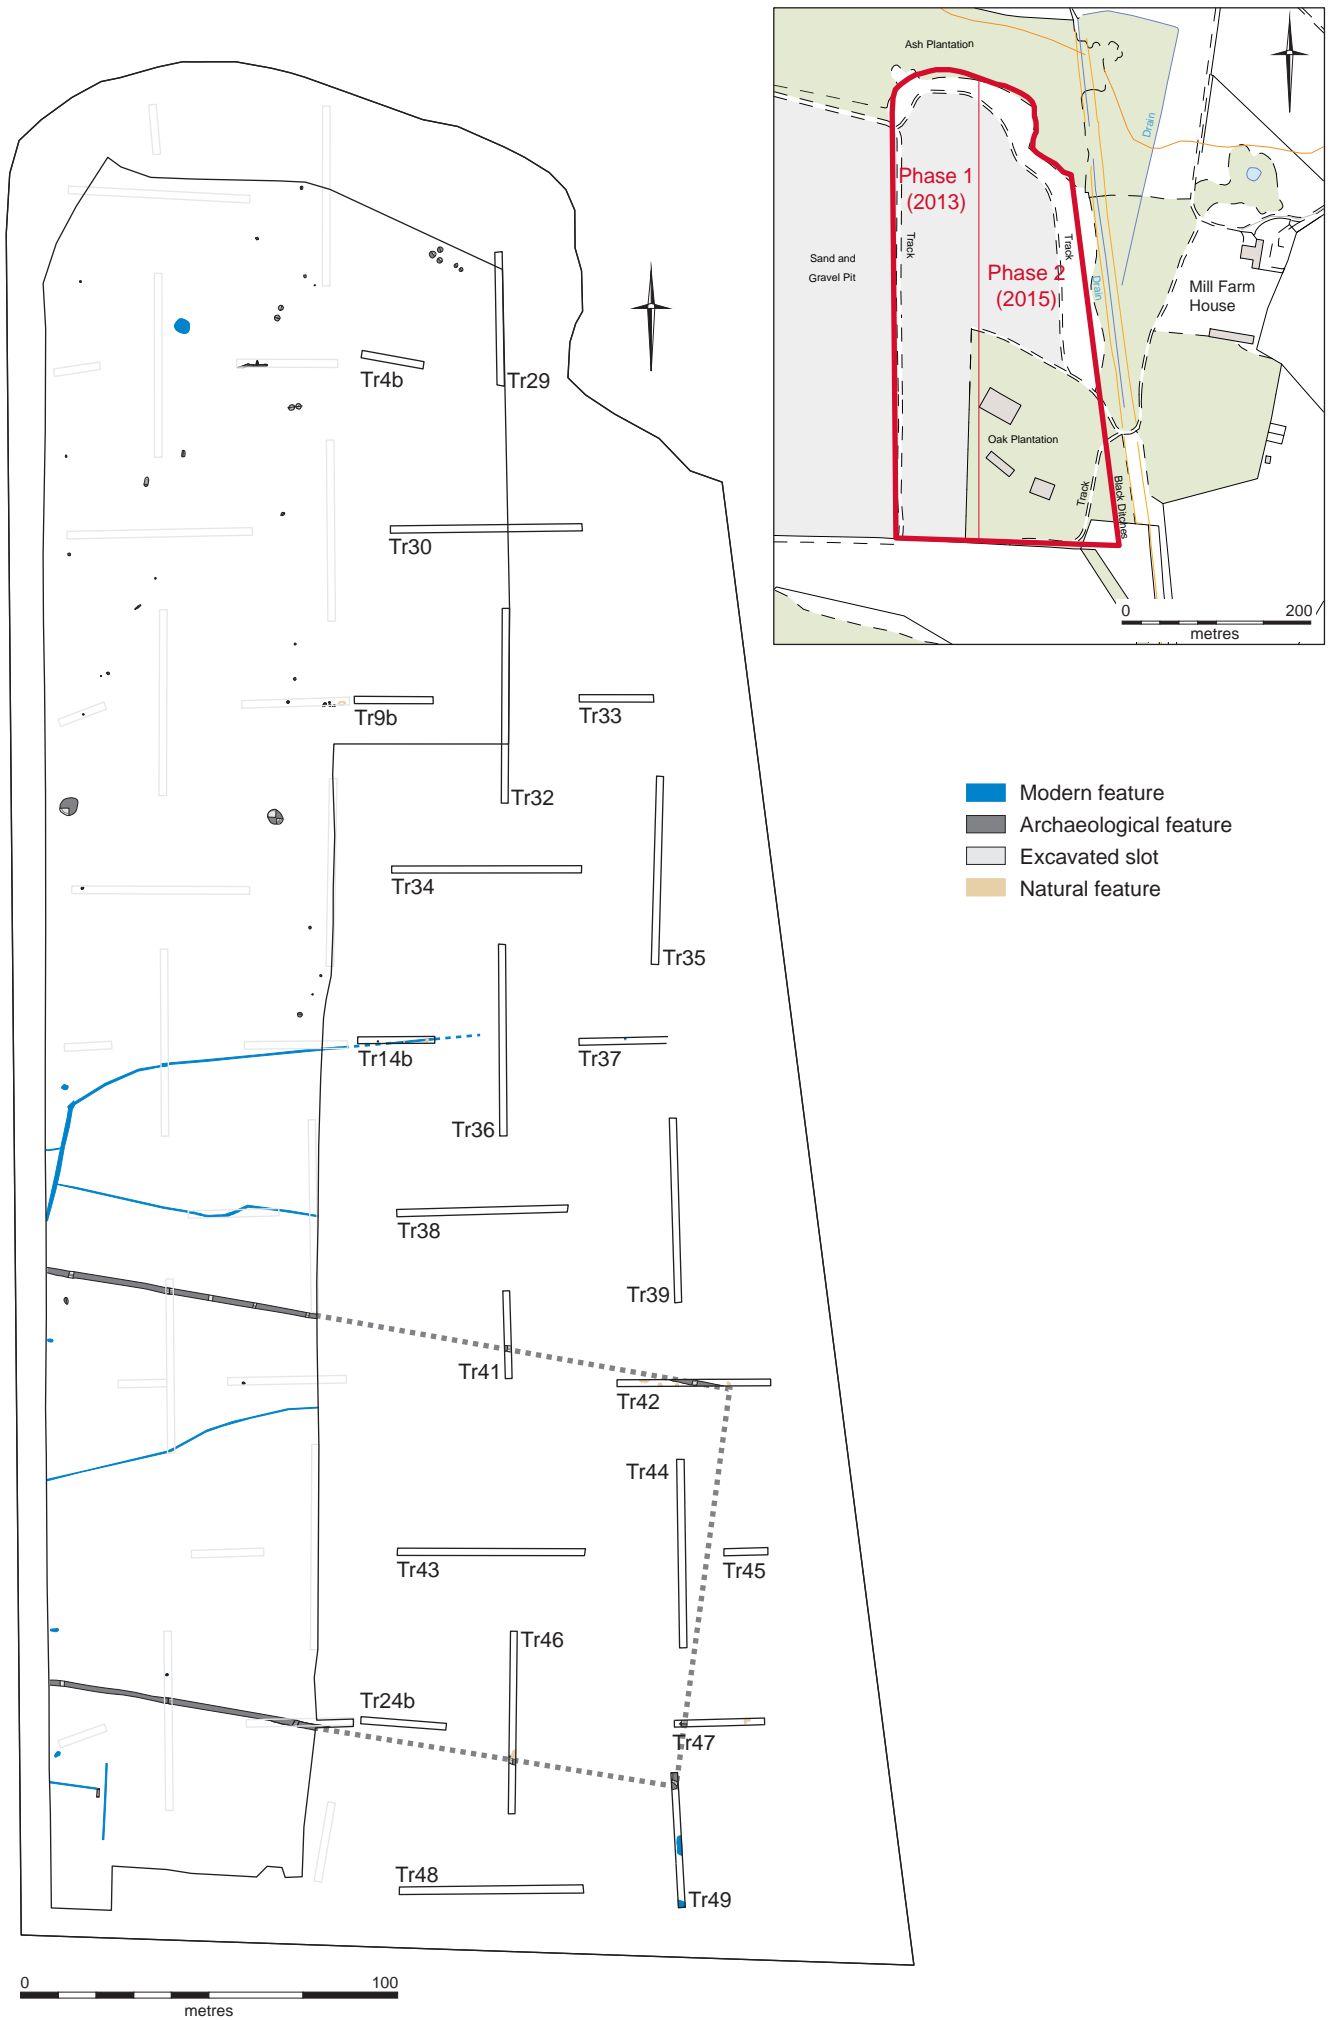 Ash Plantation
Drain
Phase 1
(2013)
Track
Track
Sand and
Gravel Pit
Phase 2
(2015)
Drain
Mill Farm
House
Oak Plantation
Track
Black Ditches
0 200
metres
Tr4b
Tr29
Tr30
Tr9b
Tr33
Tr32
Modern feature
Archaeological feature
Excavated slot
Natural feature
Tr34
Tr35
Tr14b
Tr37
Tr36
Tr38
Tr39
Tr41
Tr42
Tr44
Tr43
Tr45
Tr46
Tr24b
Tr47
Tr48
Tr49
0 100
metres